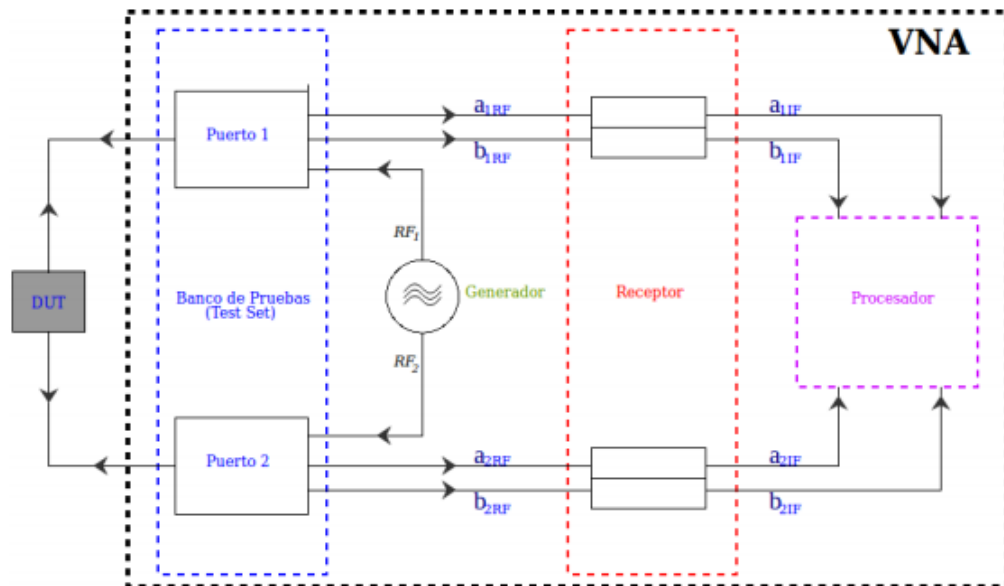 VNA
a1RF
a1IF
Puerto 1
b1RF
b1IF
RF1
DUT
Banco de Pruebas
(Test Set)
Generador
Receptor
Procesador
RF2
Puerto 2
a2RF
a2IF
b2RF
b2IF